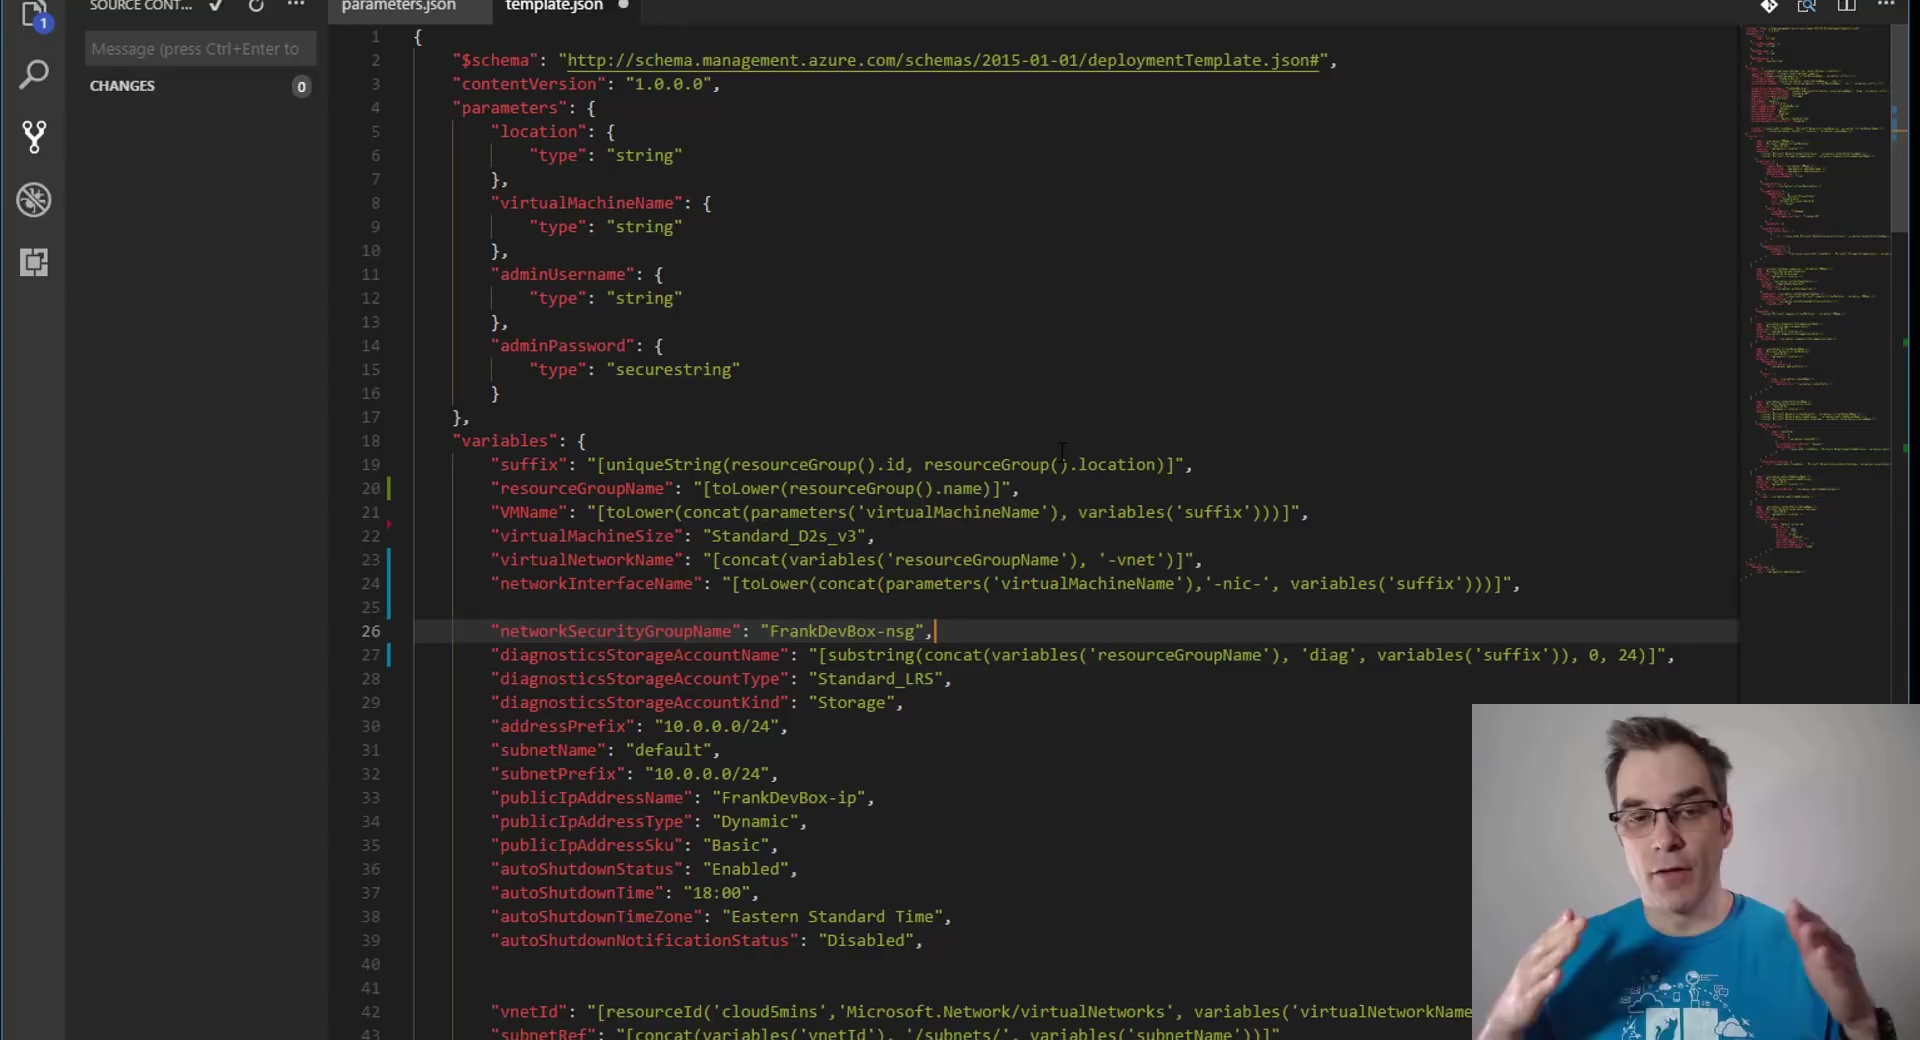 SOURCE CONT...
parameters.json
template.json
1
Message (press Ctrl+Enter to
CHANGES 0
1 {
2 "$schema": "http://schema.management.azure.com/schemas/2015-01-01/deploymentTemplate.json#",
3 "contentVersion": "1.0.0.0",
4 "parameters": {
5 "location": {
6 "type": "string"
7 },
8 "virtualMachineName": {
9 "type": "string"
10 },
11 "adminUsername": {
12 "type": "string"
13 },
14 "adminPassword": {
15 "type": "securestring"
16 }
17 },
18 "variables": {
19 "suffix": "[uniqueString(resourceGroup().id, resourceGroup().location)]",
20 "resourceGroupName": "[toLower(resourceGroup().name)]",
21 "VMName": "[toLower(concat(parameters('virtualMachineName'), variables('suffix')))]",
22 "virtualMachineSize": "Standard_D2s_v3",
23 "virtualNetworkName": "[concat(variables('resourceGroupName'), '-vnet')]",
24 "networkInterfaceName": "[toLower(concat(parameters('virtualMachineName'),'-nic-', variables('suffix')))]",
25
26 "networkSecurityGroupName": "FrankDevBox-nsg",
27 "diagnosticsStorageAccountName": "[substring(concat(variables('resourceGroupName'), 'diag', variables('suffix')), 0, 24)]",
28 "diagnosticsStorageAccountType": "Standard_LRS",
29 "diagnosticsStorageAccountKind": "Storage",
30 "addressPrefix": "10.0.0.0/24",
31 "subnetName": "default",
32 "subnetPrefix": "10.0.0.0/24",
33 "publicIpAddressName": "FrankDevBox-ip",
34 "publicIpAddressType": "Dynamic",
35 "publicIpAddressSku": "Basic",
36 "autoShutdownStatus": "Enabled",
37 "autoShutdownTime": "18:00",
38 "autoShutdownTimeZone": "Eastern Standard Time",
39 "autoShutdownNotificationStatus": "Disabled",
40
41
42 "vnetId": "[resourceId('cloud5mins','Microsoft.Network/virtualNetworks', variables('virtualNetworkName
43 "subnetRef": "[concat(variables('vnetId'), '/subnets/', variables('subnetName'))]"